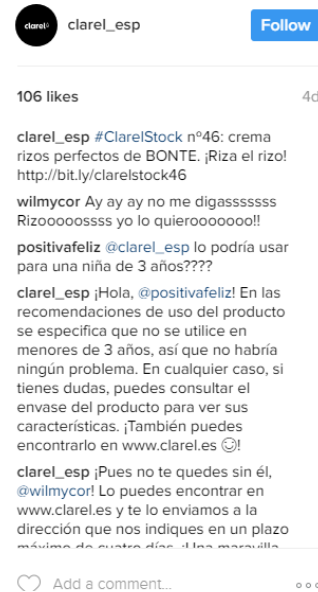 clarel
clarel_esp
Follow
106 likes
4d
clarel_esp #ClarelStock nº46: crema
rizos perfectos de BONTE. ¡Riza el rizo!
http://bit.ly/clarelstock46
wilmycor Ay ay ay no me digasssssss
Rizooooossss yo lo quierooooooo!!
positivafeliz @clarel_esp lo podría usar
para una niña de 3 años????
clarel_esp ¡Hola, @positivafeliz! En las
recomendaciones de uso del producto
se especifica que no se utilice en
menores de 3 años, así que no habría
ningún problema. En cualquier caso, si
tienes dudas, puedes consultar el
envase del producto para ver sus
características. ¡También puedes
encontrarlo en www.clarel.es 😊!
clarel_esp ¡Pues no te quedes sin él,
@wilmycor! Lo puedes encontrar en
www.clarel.es y te lo enviamos a la
dirección que nos indiques en un plazo
máximo de cuatro días. ¡Una maravilla
Add a comment...